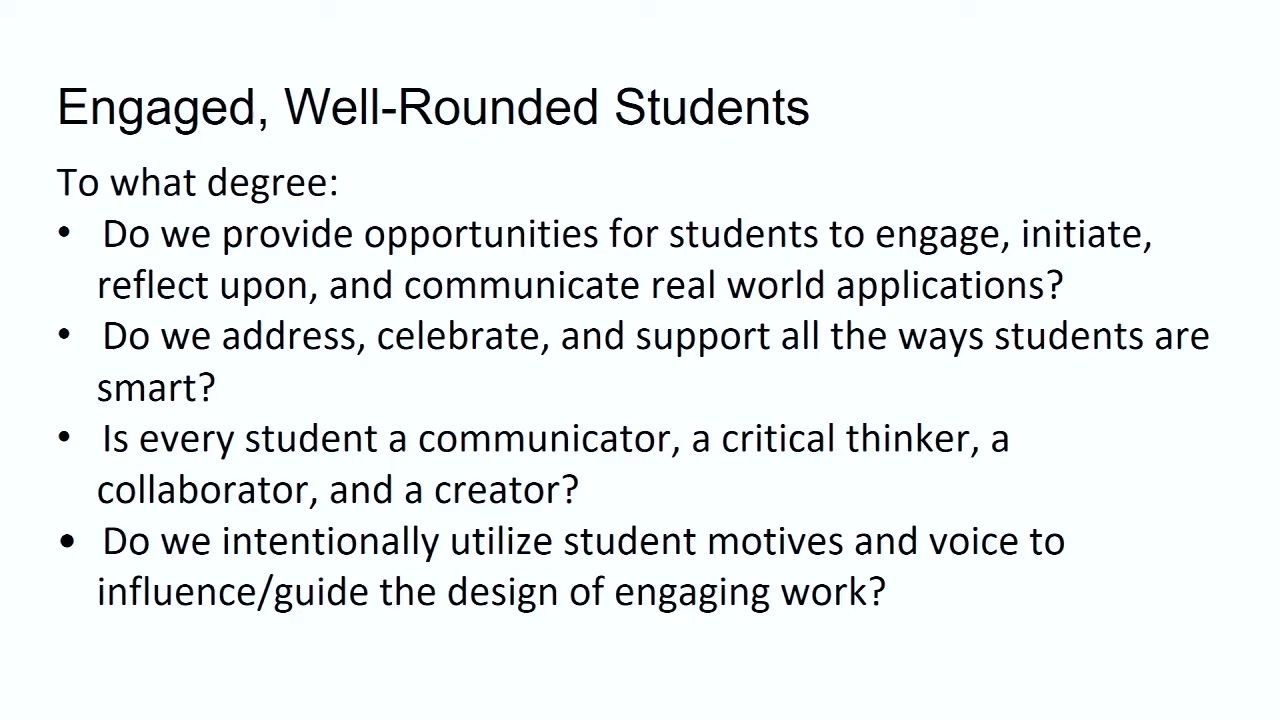 Engaged, Well-Rounded Students
To what degree:
• Do we provide opportunities for students to engage, initiate,
reflect upon, and communicate real world applications?
• Do we address, celebrate, and support all the ways students are
smart?
• Is every student a communicator, a critical thinker, a
collaborator, and a creator?
• Do we intentionally utilize student motives and voice to
influence/guide the design of engaging work?